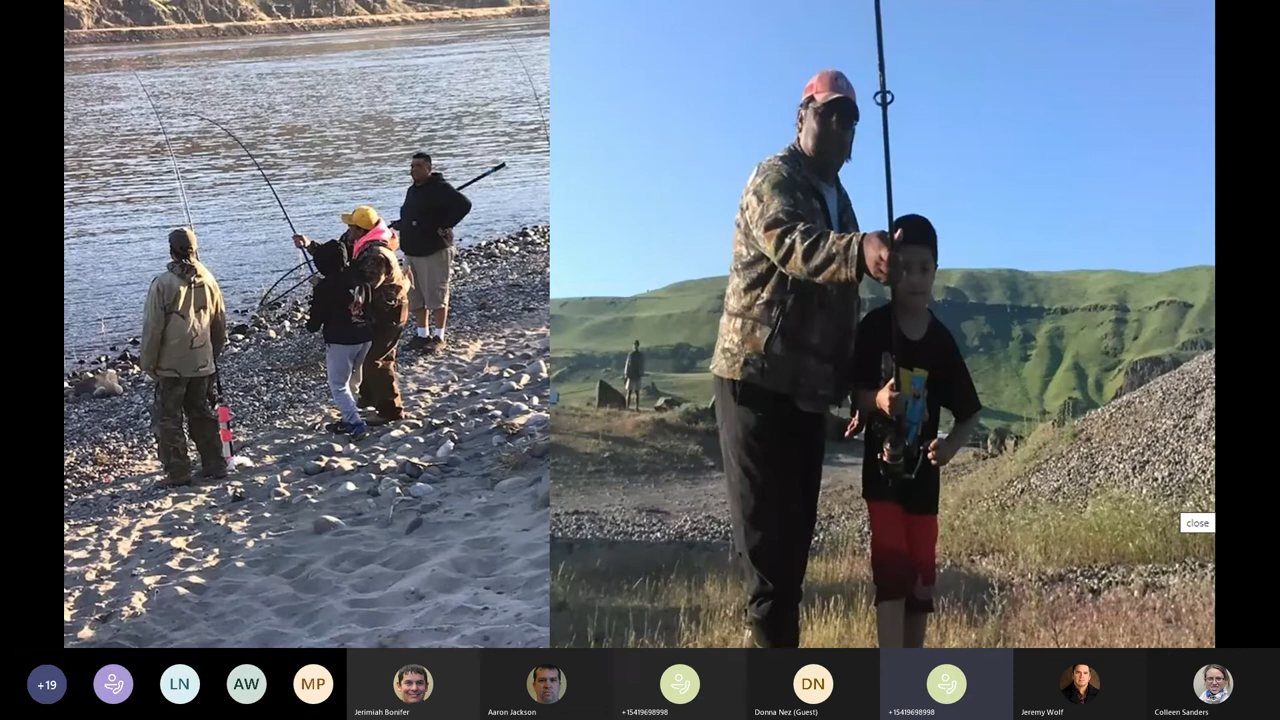 close
+19
LN
AW
MP
DN
Jerimiah Bonifer
Aaron Jackson
+15419698998
Donna Nez (Guest)
+15419698998
Jeremy Wolf
Colleen Sanders